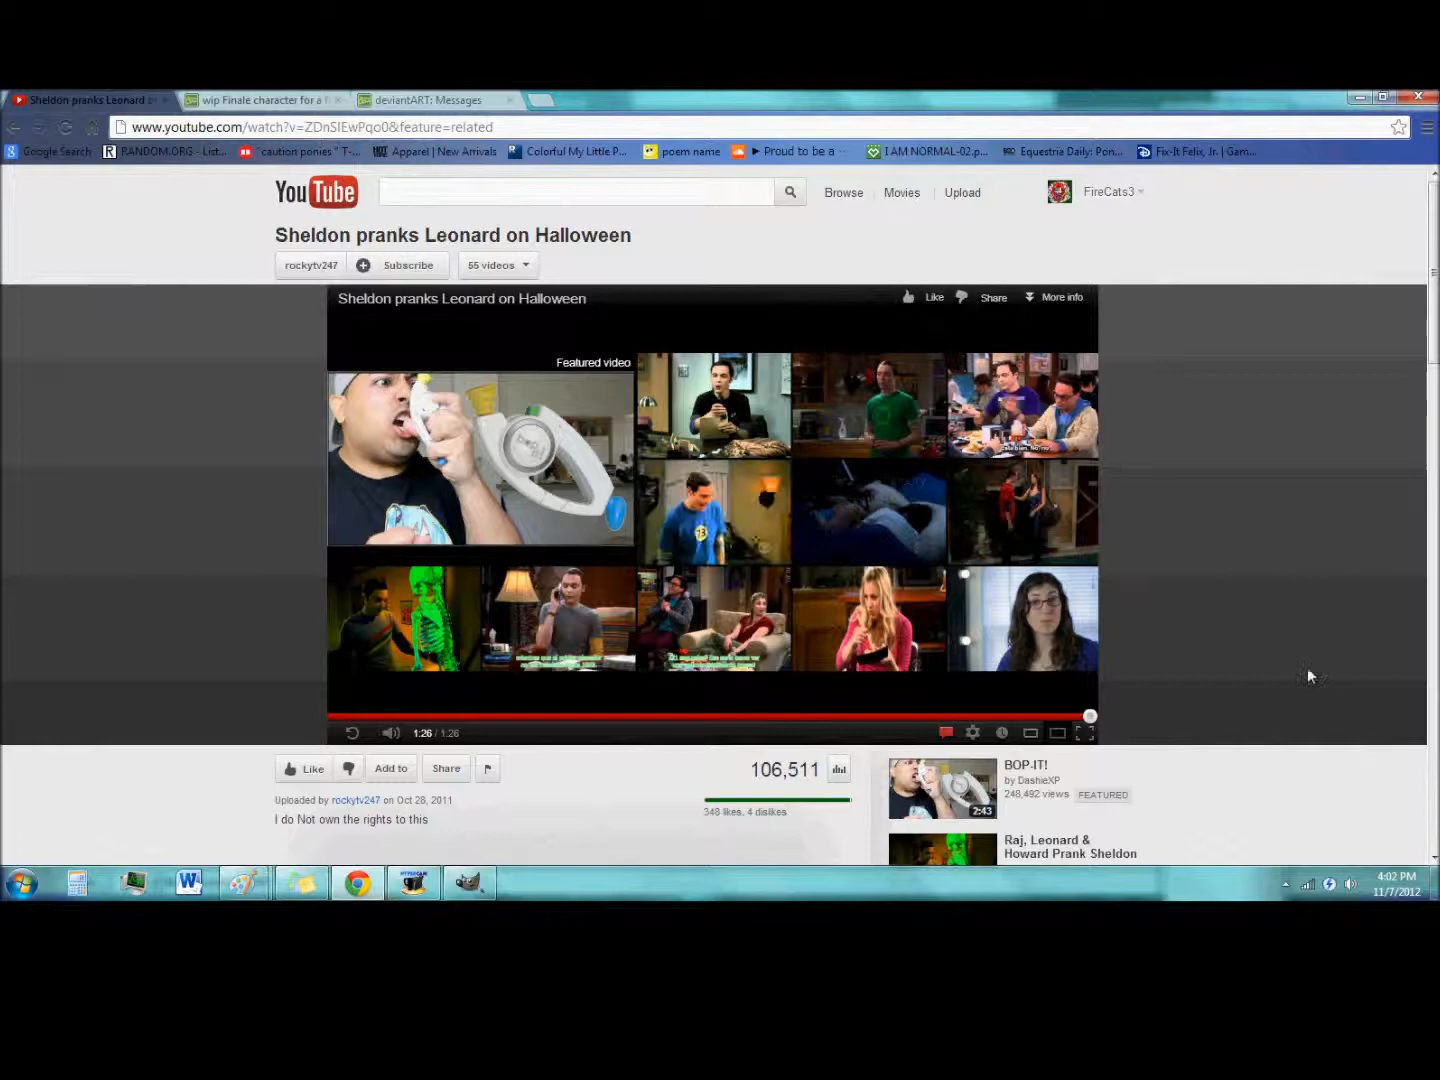 Sheldon pranks Leonard
wip Finale character for a
deviantART: Messages
www.youtube.com/watch?v=ZDnSIEwPqo0&feature=related
Google Search RANDOM.ORG - List... "caution ponies" T-... Apparel | New Arrivals Colorful My Little P... poem name ► Proud to be a I AM NORMAL-02.p... Equestria Daily: Pon... Fix-It Felix, Jr. | Gam...
YouTube Browse Movies Upload FireCats3
Sheldon pranks Leonard on Halloween
rockytv247 Subscribe 55 videos
Sheldon pranks Leonard on Halloween Like Share More info
Featured video
1:26 / 1:26
Like Add to Share 106,511
Uploaded by rockytv247 on Oct 28, 2011
348 likes, 4 dislikes
I do Not own the rights to this
BOP-IT!
by DashieXP
248,492 views FEATURED
2:43
Raj, Leonard &
Howard Prank Sheldon
4:02 PM
11/7/2012